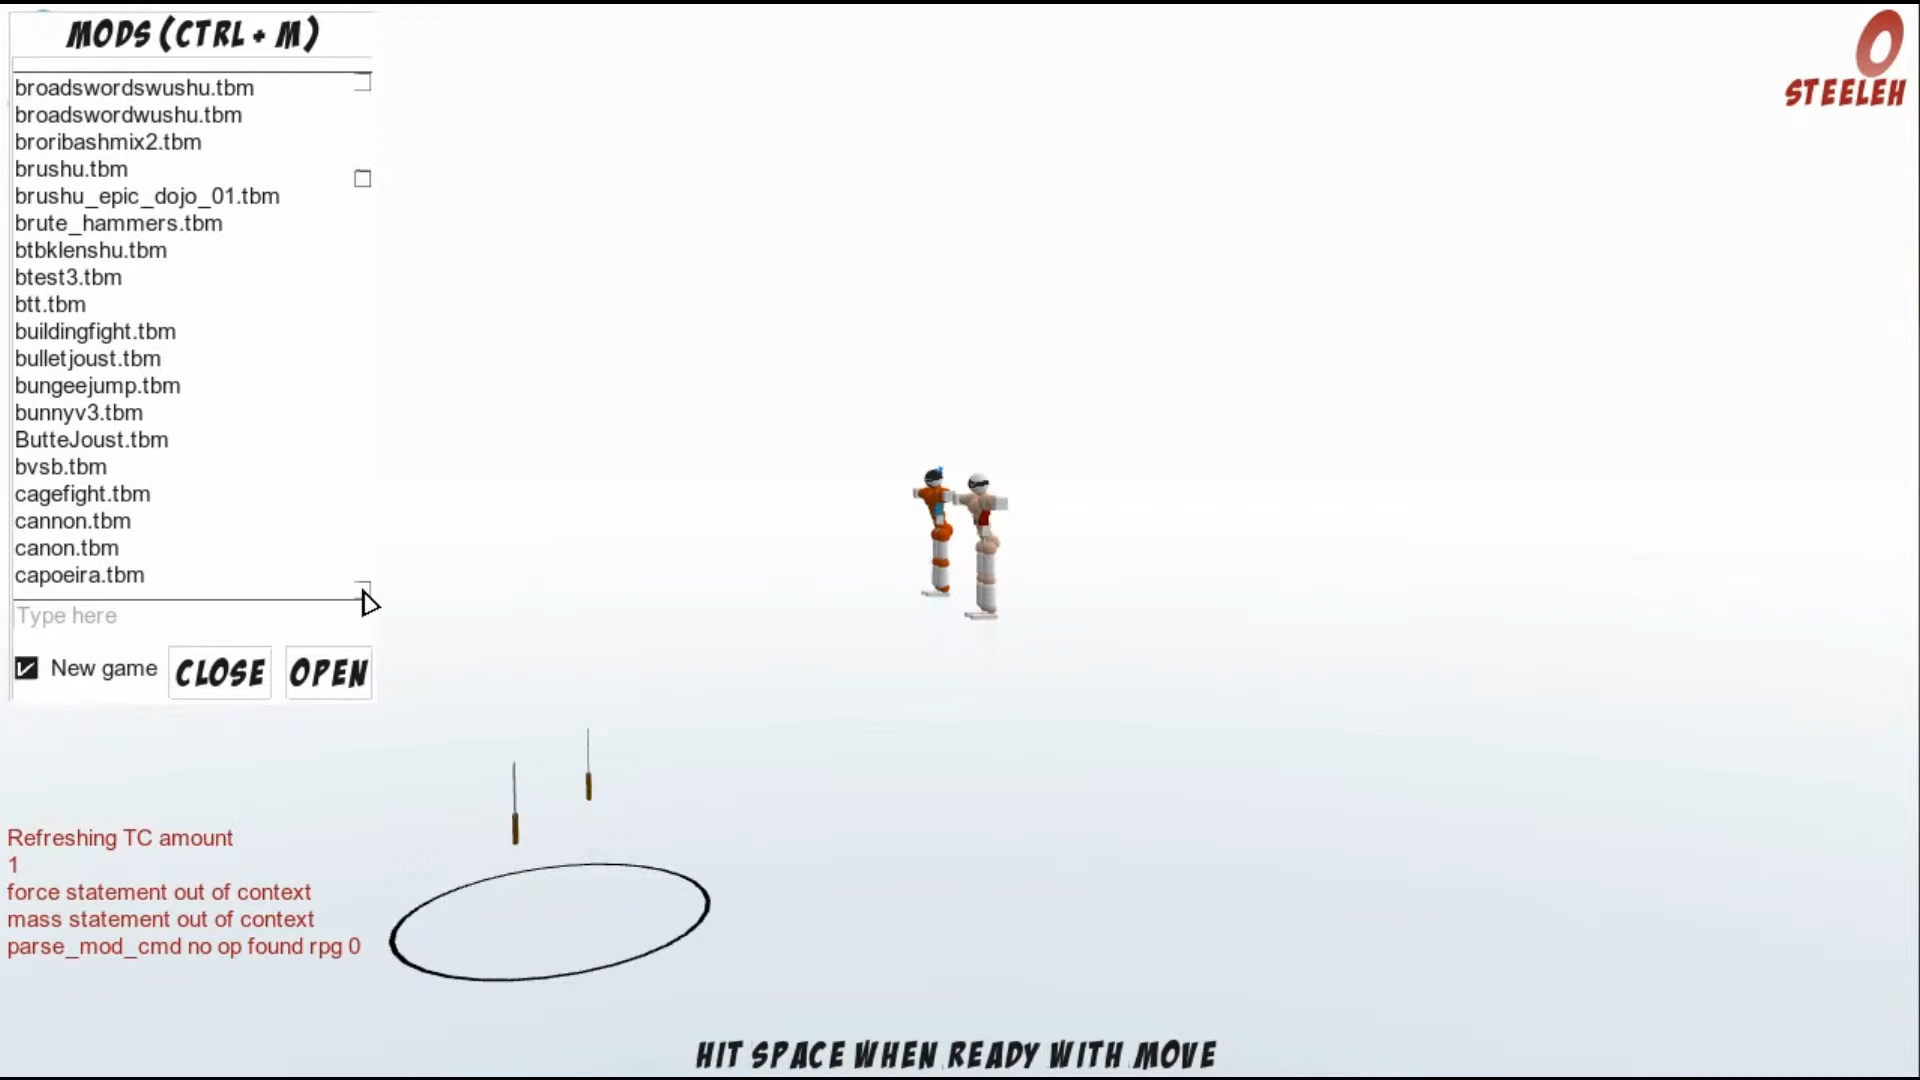 MODS (CTRL + M)
broadswordswushu.tbm
broadswordwushu.tbm
broribashmix2.tbm
brushu.tbm
brushu_epic_dojo_01.tbm
brute_hammers.tbm
btbklenshu.tbm
btest3.tbm
btt.tbm
buildingfight.tbm
bulletjoust.tbm
bungeejump.tbm
bunnyv3.tbm
ButteJoust.tbm
bvsb.tbm
cagefight.tbm
cannon.tbm
canon.tbm
capoeira.tbm
Type here
New game
CLOSE
OPEN
0
STEELEH
Refreshing TC amount
1
force statement out of context
mass statement out of context
parse_mod_cmd no op found rpg 0
HIT SPACE WHEN READY WITH MOVE